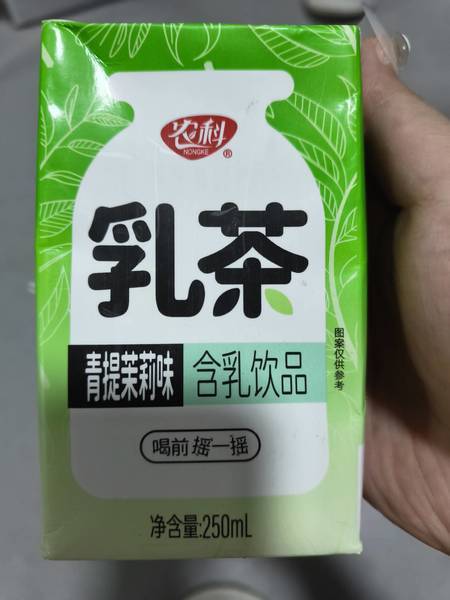 农科
NONGKE
®
乳茶
青提茉莉味
含乳饮品
图案仅供参考
喝前摇一摇
净含量:250mL